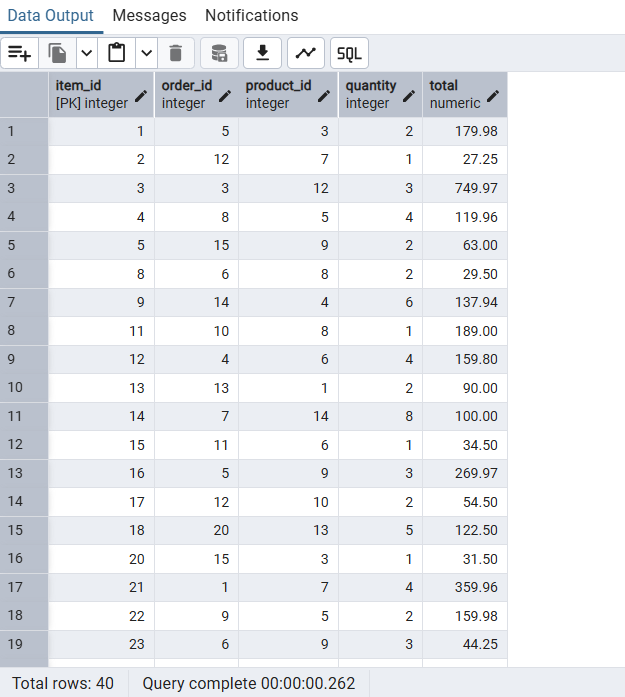 Data Output Messages Notifications
SQL
item_id order_id product_id quantity total
[PK] integer integer integer integer numeric
1 1 5 3 2 179.98
2 2 12 7 1 27.25
3 3 3 12 3 749.97
4 4 8 5 4 119.96
5 5 15 9 2 63.00
6 8 6 8 2 29.50
7 9 14 4 6 137.94
8 11 10 8 1 189.00
9 12 4 6 4 159.80
10 13 13 1 2 90.00
11 14 7 14 8 100.00
12 15 11 6 1 34.50
13 16 5 9 3 269.97
14 17 12 10 2 54.50
15 18 20 13 5 122.50
16 20 15 3 1 31.50
17 21 1 7 4 359.96
18 22 9 5 2 159.98
19 23 6 9 3 44.25
Total rows: 40 Query complete 00:00:00.262